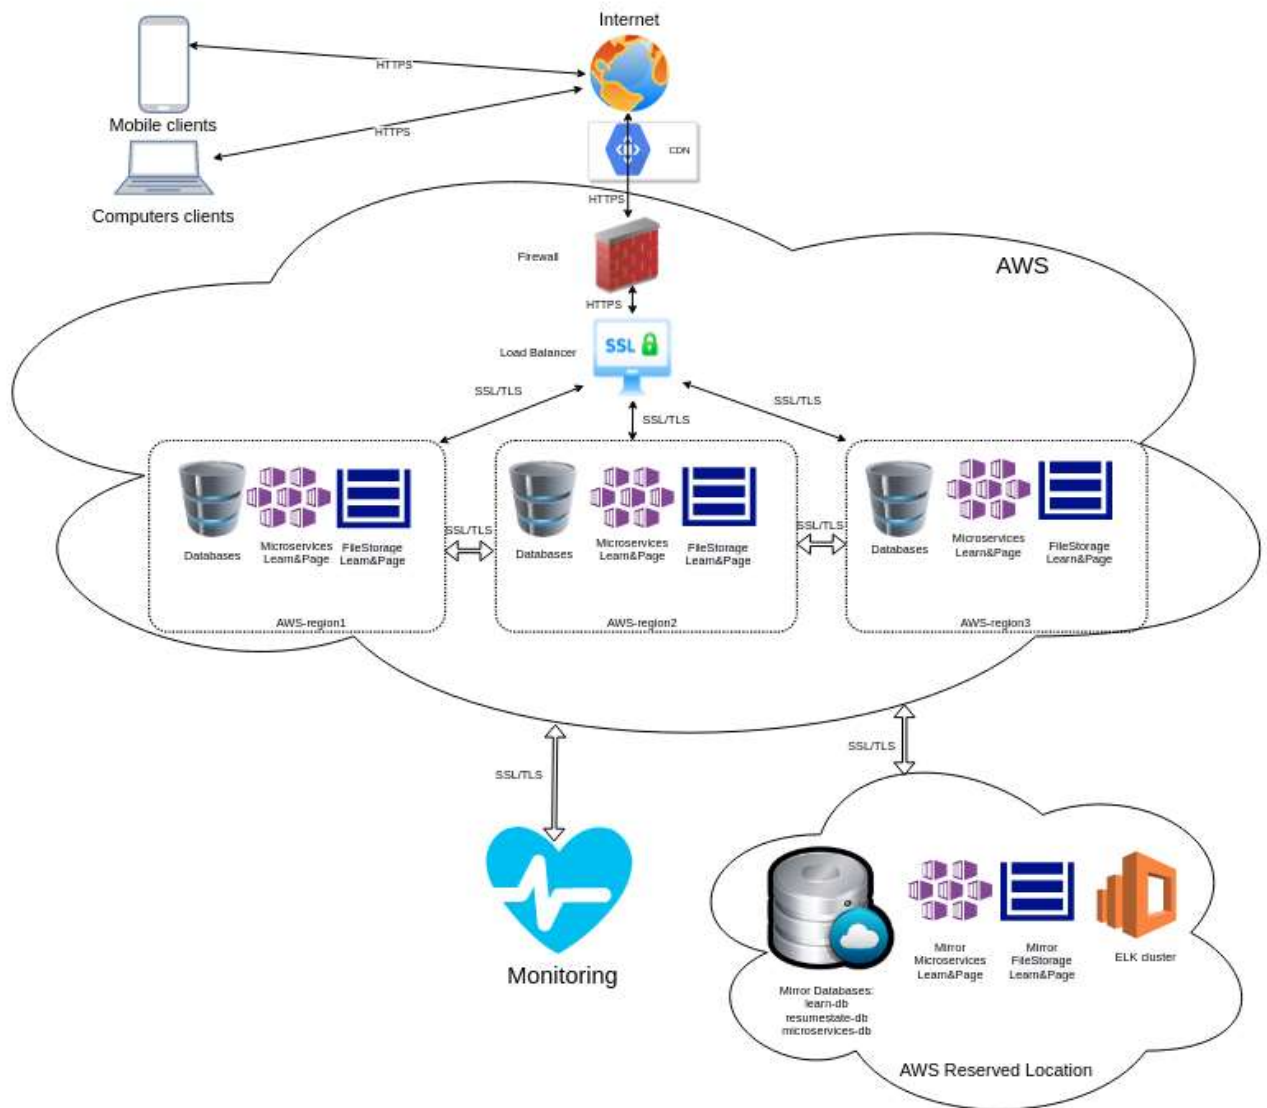 Internet
HTTPS
Mobile clients
HTTPS
CDN
Computers clients
HTTPS
Firewall
AWS
HTTPS
SSL
Load Balancer
SSL/TLS
SSL/TLS
SSL/TLS
Databases
Microservices
Learn&Page
FileStorage
Learn&Page
AWS-region1
SSL/TLS
Databases
Microservices
Learn&Page
FileStorage
Learn&Page
AWS-region2
SSL/TLS
Databases
Microservices
Learn&Page
FileStorage
Learn&Page
AWS-region3
SSL/TLS
SSL/TLS
Monitoring
Mirror Databases:
learn-db
resumestate-db
microservices-db
Mirror
Microservices
Learn&Page
Mirror
FileStorage
Learn&Page
ELK cluster
AWS Reserved Location